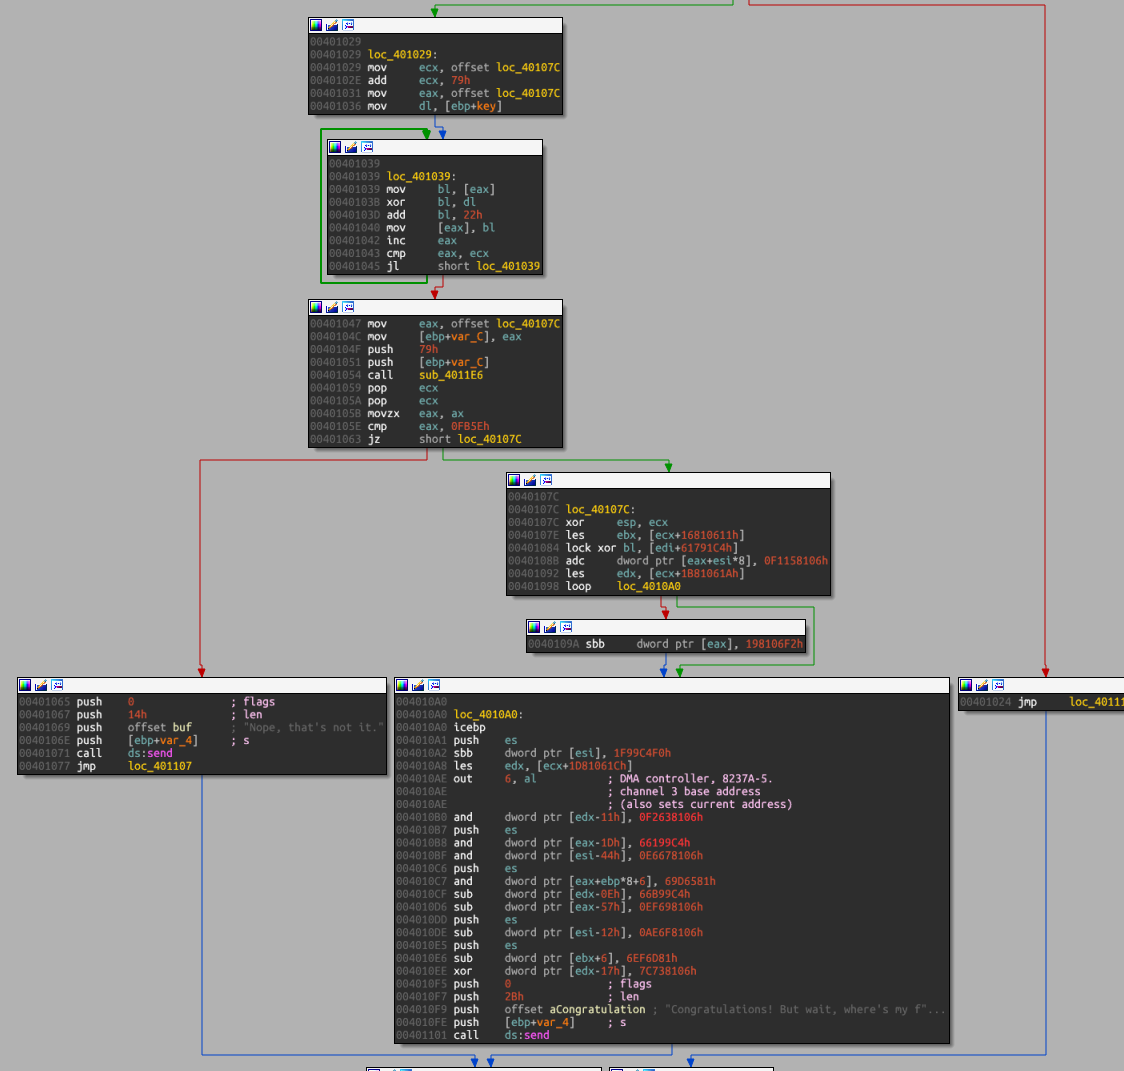 00401029
00401029 loc_401029:
00401029 mov ecx, offset loc_40107C
0040102E add ecx, 79h
00401031 mov eax, offset loc_40107C
00401036 mov dl, [ebp+key]
00401039
00401039 loc_401039:
00401039 mov bl, [eax]
0040103B xor bl, dl
0040103D add bl, 22h
00401040 mov [eax], bl
00401042 inc eax
00401043 cmp eax, ecx
00401045 jl short loc_401039
00401047 mov eax, offset loc_40107C
0040104C mov [ebp+var_C], eax
0040104F push 79h
00401051 push [ebp+var_C]
00401054 call sub_4011E6
00401059 pop ecx
0040105A pop ecx
0040105B movzx eax, ax
0040105E cmp eax, 0FB5Eh
00401063 jz short loc_40107C
0040107C
0040107C loc_40107C:
0040107C xor esp, ecx
0040107E les ebx, [ecx+16810611h]
00401084 lock xor bl, [edi+61791C4h]
0040108B adc dword ptr [eax+esi*8], 0F1158106h
00401092 les edx, [ecx+1B81061Ah]
00401098 loop loc_4010A0
0040109A sbb dword ptr [eax], 198106F2h
00401065 push 0 ; flags
00401067 push 14h ; len
00401069 push offset buf ; "Nope, that's not it."
0040106E push [ebp+var_4] ; s
00401071 call ds:send
00401077 jmp loc_401107
004010A0
004010A0 loc_4010A0:
004010A0 icebp
004010A1 push es
004010A2 sbb dword ptr [esi], 1F99C4F0h
004010A8 les edx, [ecx+1D81061Ch]
004010AE out 6, al ; DMA controller, 8237A-5.
004010AE ; channel 3 base address
004010AE ; (also sets current address)
004010B0 and dword ptr [edx-11h], 0F2638106h
004010B7 push es
004010B8 and dword ptr [eax-1Dh], 66199C4h
004010BF and dword ptr [esi-44h], 0E6678106h
004010C6 push es
004010C7 and dword ptr [eax+ebp*8+6], 69D6581h
004010CF sub dword ptr [edx-0Eh], 66B99C4h
004010D6 sub dword ptr [eax-57h], 0EF698106h
004010DD push es
004010DE sub dword ptr [esi-12h], 0AE6F8106h
004010E5 push es
004010E6 sub dword ptr [ebx+6], 6EF6D81h
004010EE xor dword ptr [edx-17h], 7C738106h
004010F5 push 0 ; flags
004010F7 push 2Bh ; len
004010F9 push offset aCongratulation ; "Congratulations! But wait, where's my f"...
004010FE push [ebp+var_4] ; s
00401101 call ds:send
00401024 jmp loc_4011